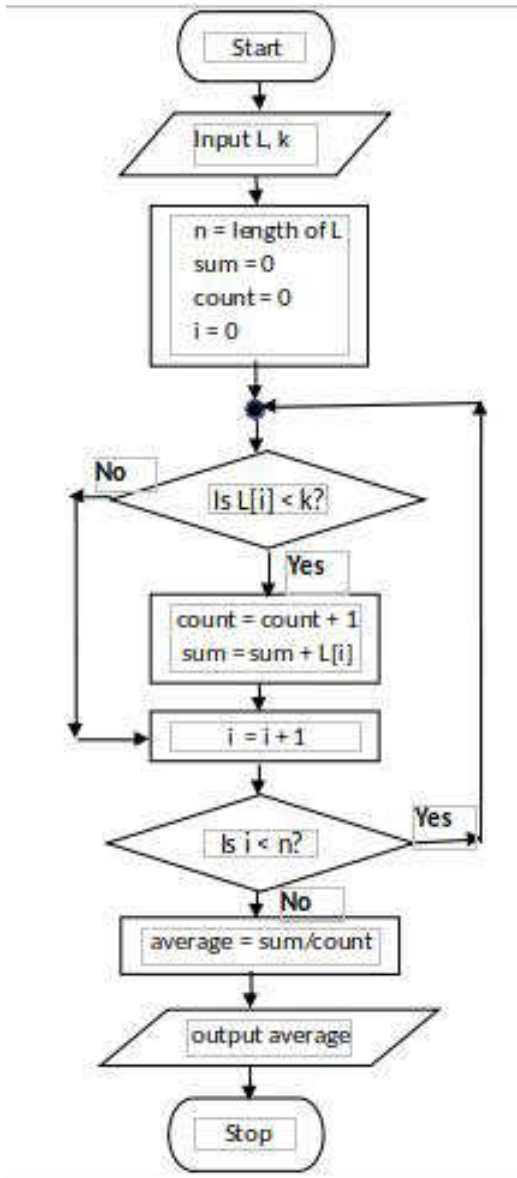 Start
Input L, k
n = length of L
sum = 0
count = 0
i = 0
No
Is L[i] < k?
Yes
count = count + 1
sum = sum + L[i]
i = i + 1
Is i < n?
Yes
No
average = sum/count
output average
Stop